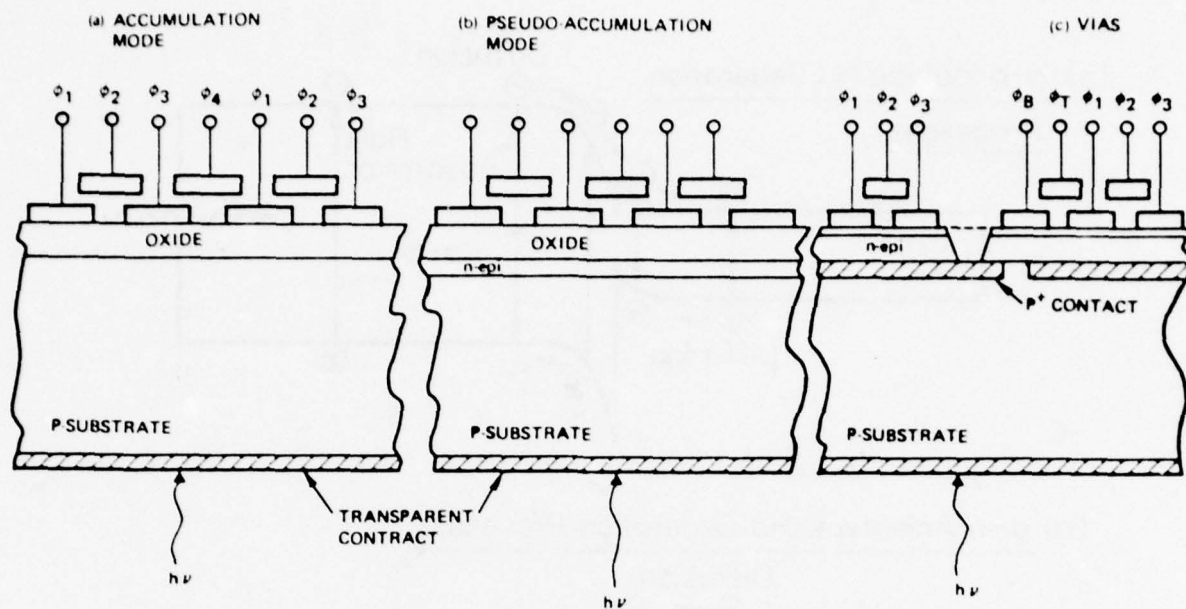 (a) ACCUMULATION
MODE
(b) PSEUDO-ACCUMULATION
MODE
(c) VIAS
ϕ1 ϕ2 ϕ3 ϕ4 ϕ1 ϕ2 ϕ3
ϕ1 ϕ2 ϕ3
ϕB ϕT ϕ1 ϕ2 ϕ3
OXIDE
OXIDE
n-epi
n-epi
P+ CONTACT
P-SUBSTRATE
P-SUBSTRATE
P-SUBSTRATE
TRANSPARENT
CONTRACT
hν
hν
hν